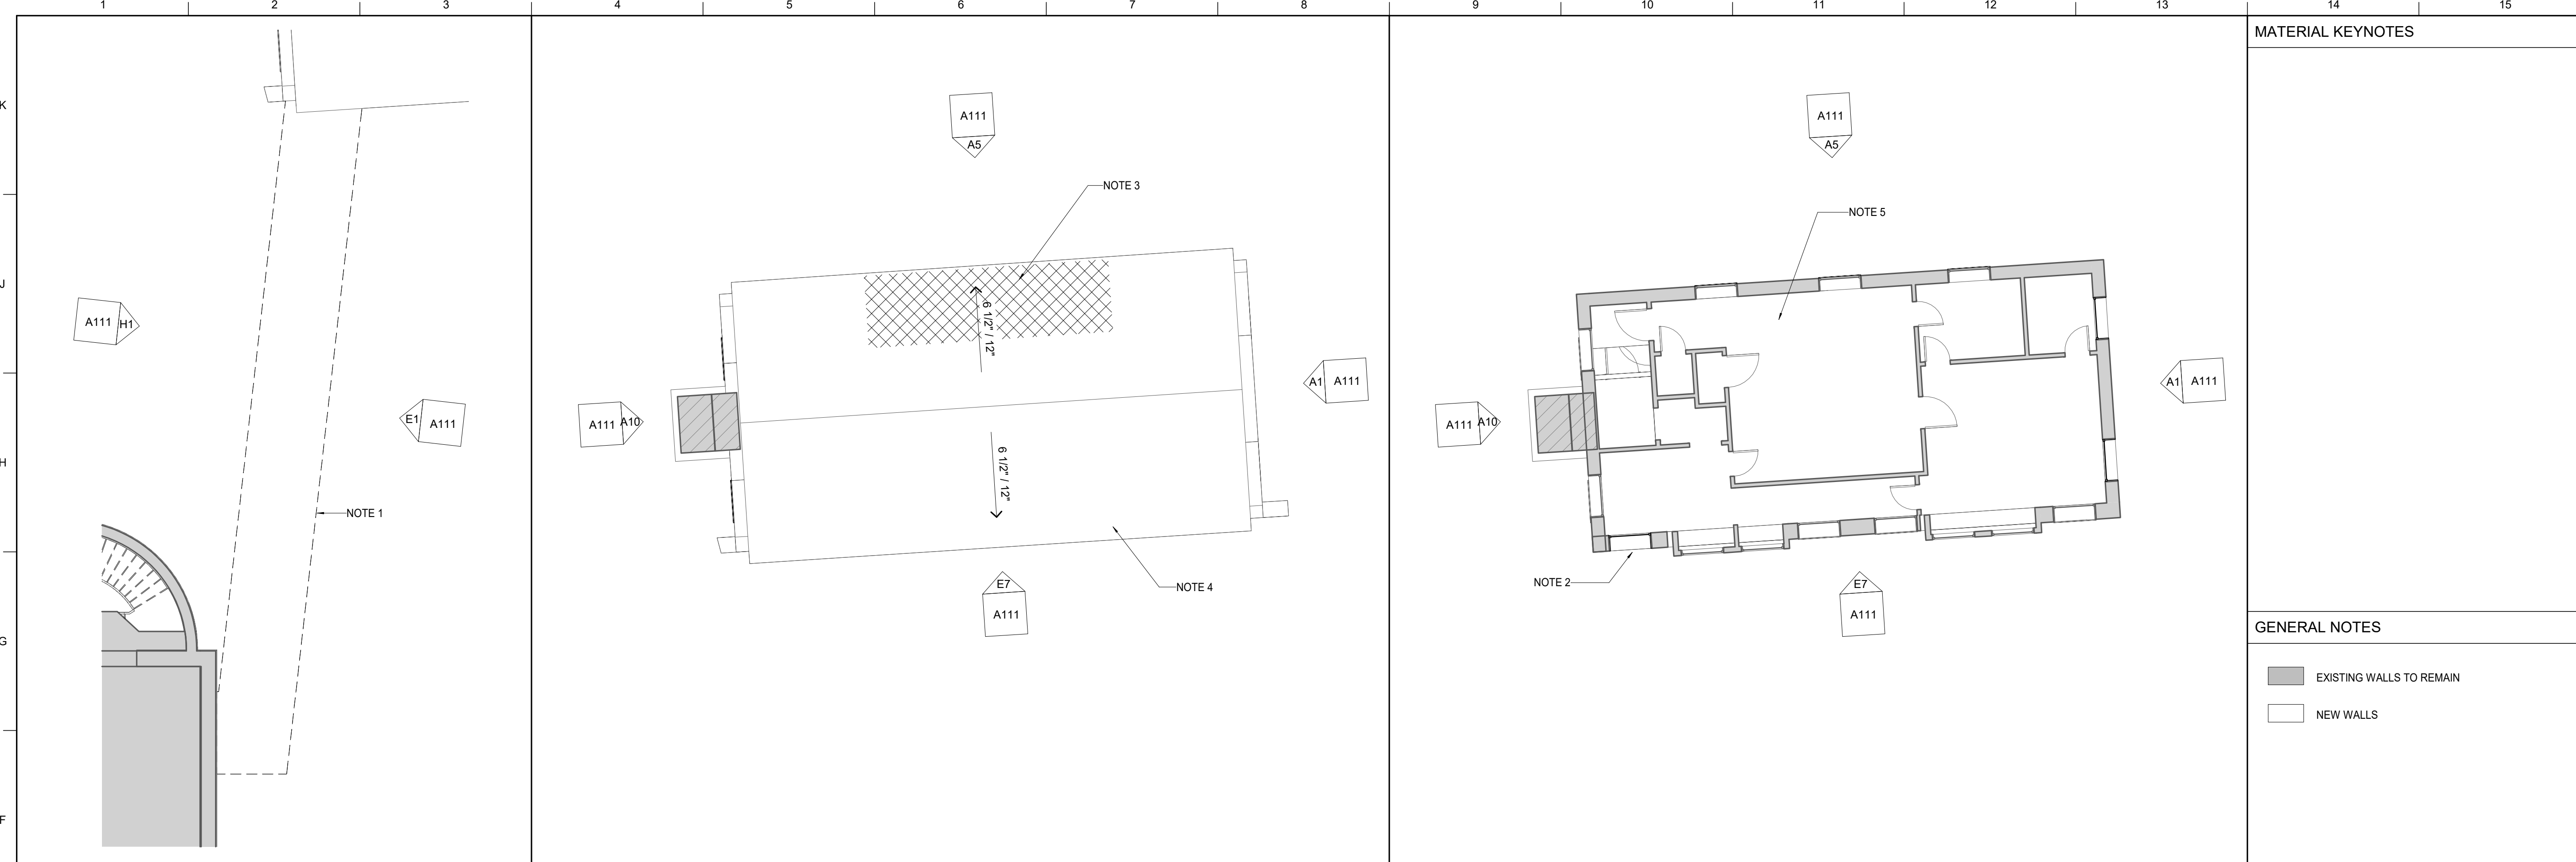 1 2 3 4 5 6 7 8 9 10 11 12 13 14 15
K
J
H
G
F
A111
H1
E1
A111
NOTE 1
A111
A5
NOTE 3
6 1/2" / 12"
6 1/2" / 12"
A111
A10
A1
A111
NOTE 4
E7
A111
A111
A5
NOTE 5
A111
A10
A1
A111
NOTE 2
E7
A111
MATERIAL KEYNOTES
GENERAL NOTES
EXISTING WALLS TO REMAIN
NEW WALLS